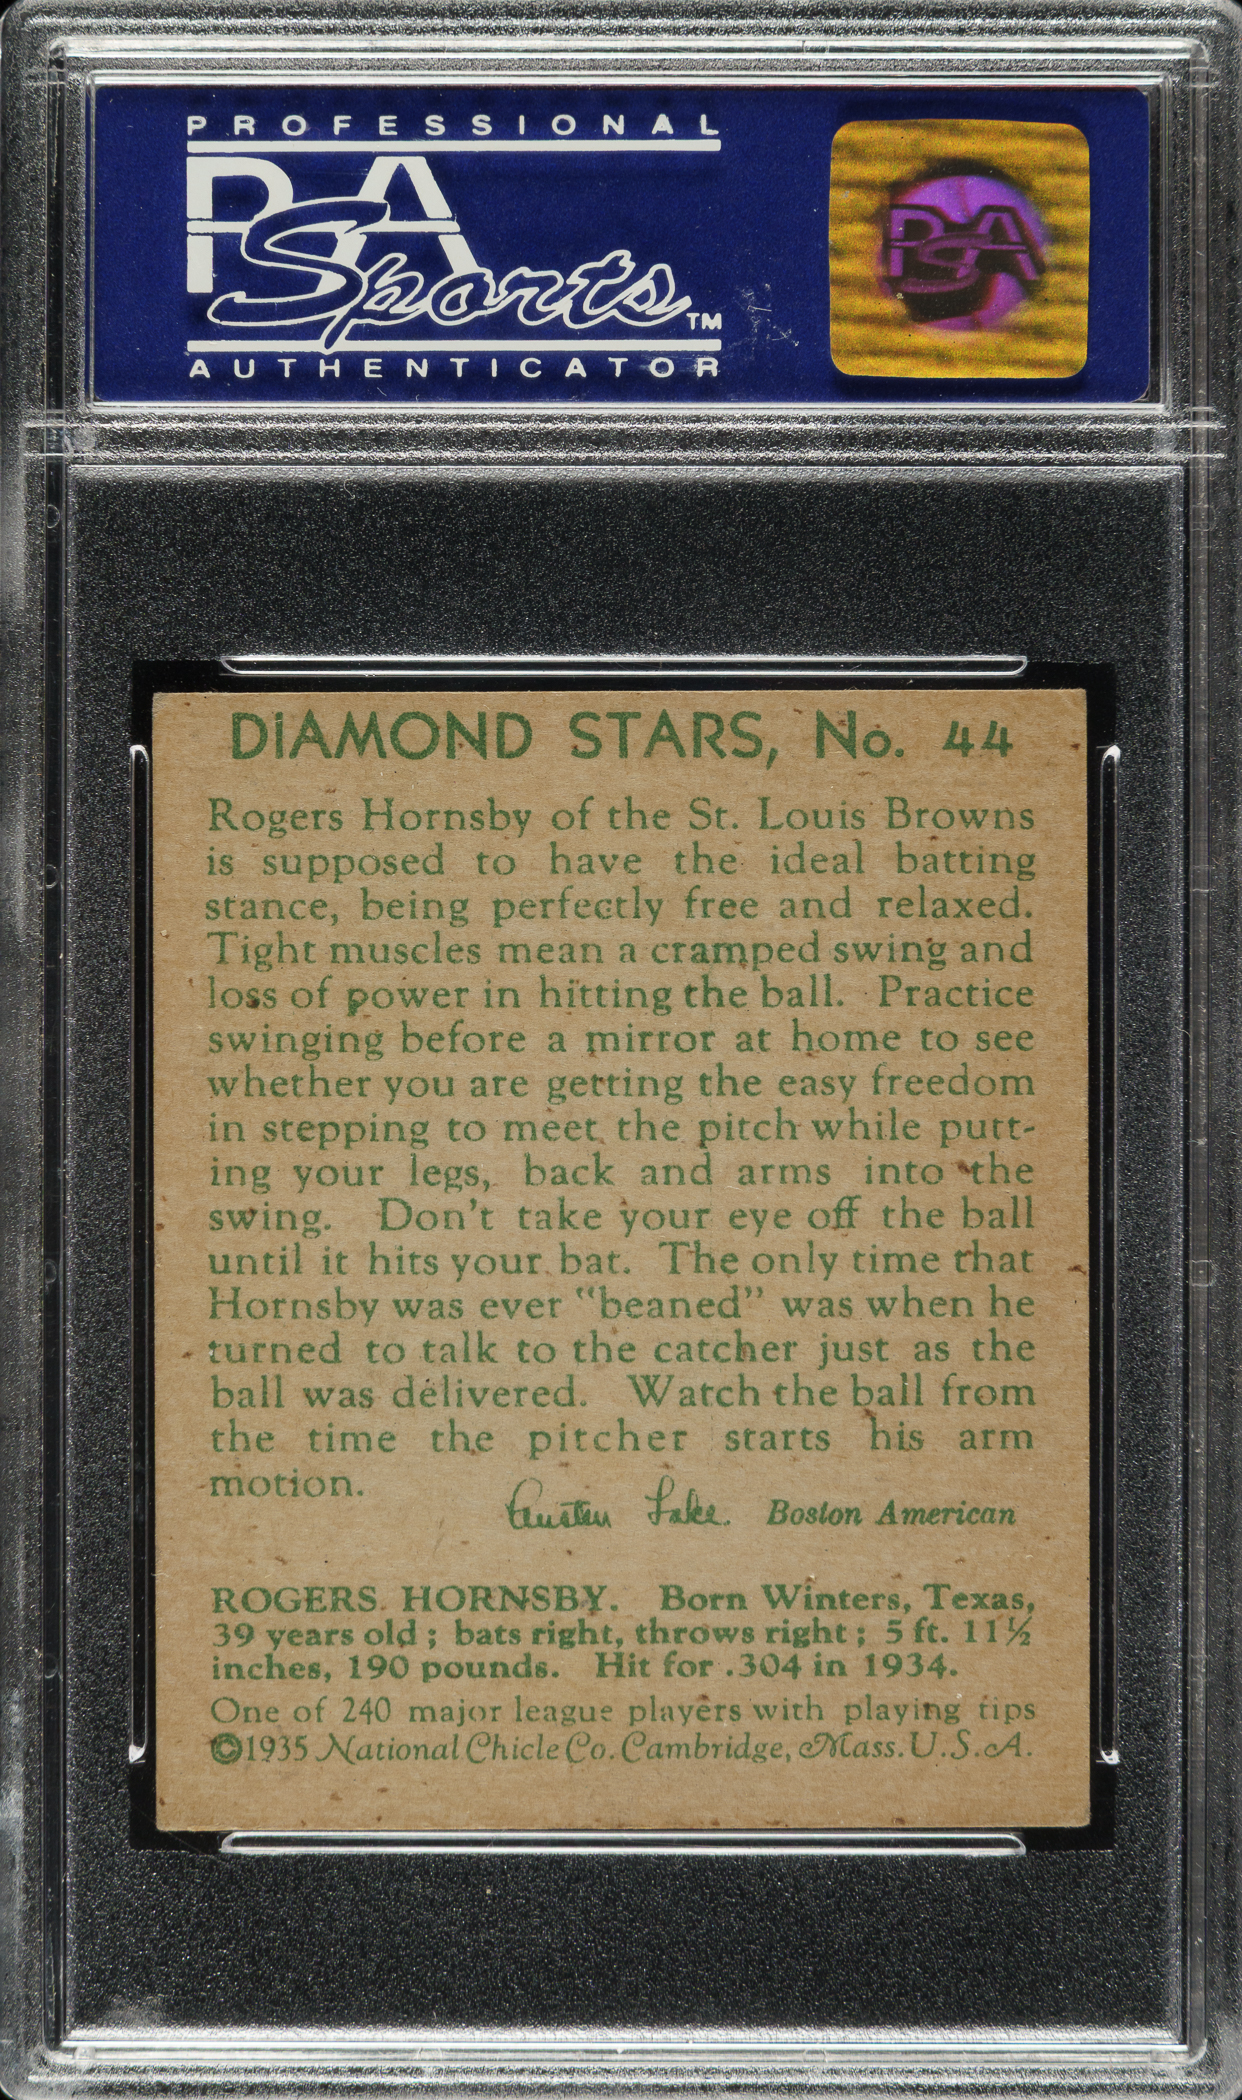 PROFESSIONAL
PSA
Sports™
AUTHENTICATOR
PSA
DIAMOND STARS, No. 44
Rogers Hornsby of the St. Louis Browns
is supposed to have the ideal batting
stance, being perfectly free and relaxed.
Tight muscles mean a cramped swing and
loss of power in hitting the ball. Practice
swinging before a mirror at home to see
whether you are getting the easy freedom
in stepping to meet the pitch while putt-
ing your legs, back and arms into the
swing. Don't take your eye off the ball
until it hits your bat. The only time that
Hornsby was ever "beaned" was when he
turned to talk to the catcher just as the
ball was delivered. Watch the ball from
the time the pitcher starts his arm
motion.
Austen Lake. Boston American
ROGERS HORNSBY. Born Winters, Texas,
39 years old; bats right, throws right; 5 ft. 11½
inches, 190 pounds. Hit for .304 in 1934.
One of 240 major league players with playing tips
©1935 National Chicle Co. Cambridge, Mass. U.S.A.